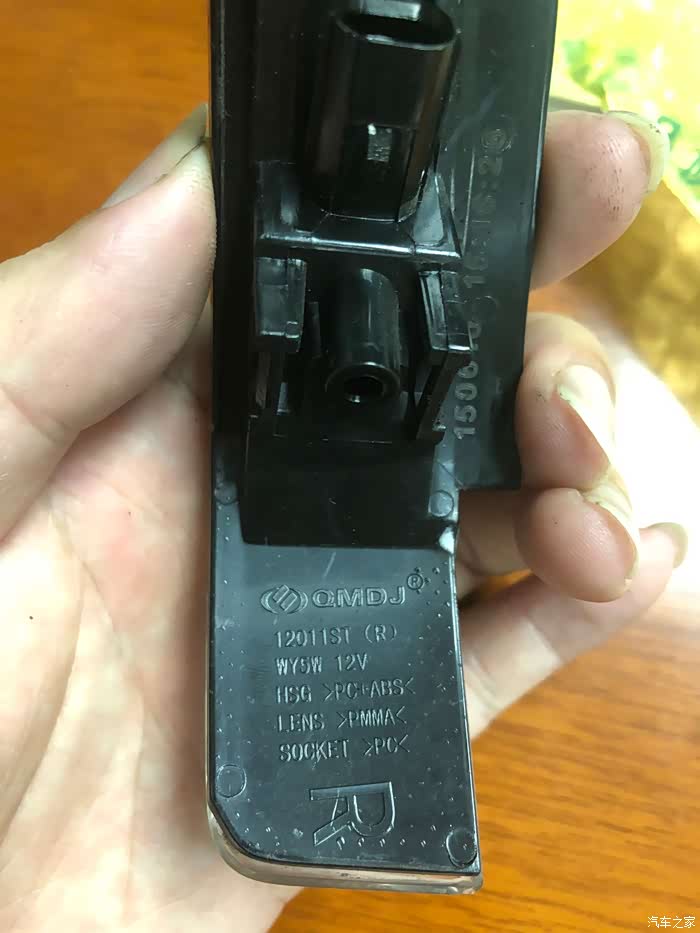 QMDJ®
12011ST (R)
WY5W 12V
HSG >PC+ABS<
LENS >PMMA<
SOCKET >PC<
R
汽车之家